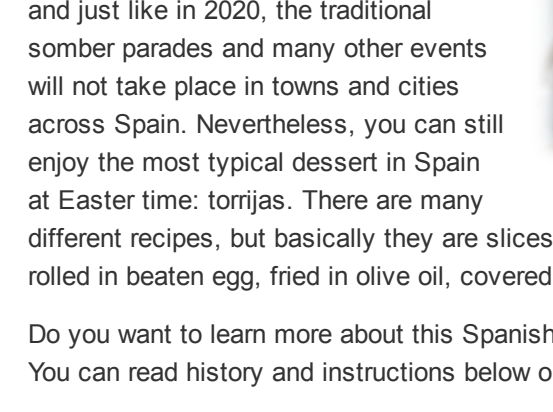 and just like in 2020, the traditional
somber parades and many other events
will not take place in towns and cities
across Spain. Nevertheless, you can still
enjoy the most typical dessert in Spain
at Easter time: torrijas. There are many
different recipes, but basically they are slices
rolled in beaten egg, fried in olive oil, covered
Do you want to learn more about this Spanish
You can read history and instructions below